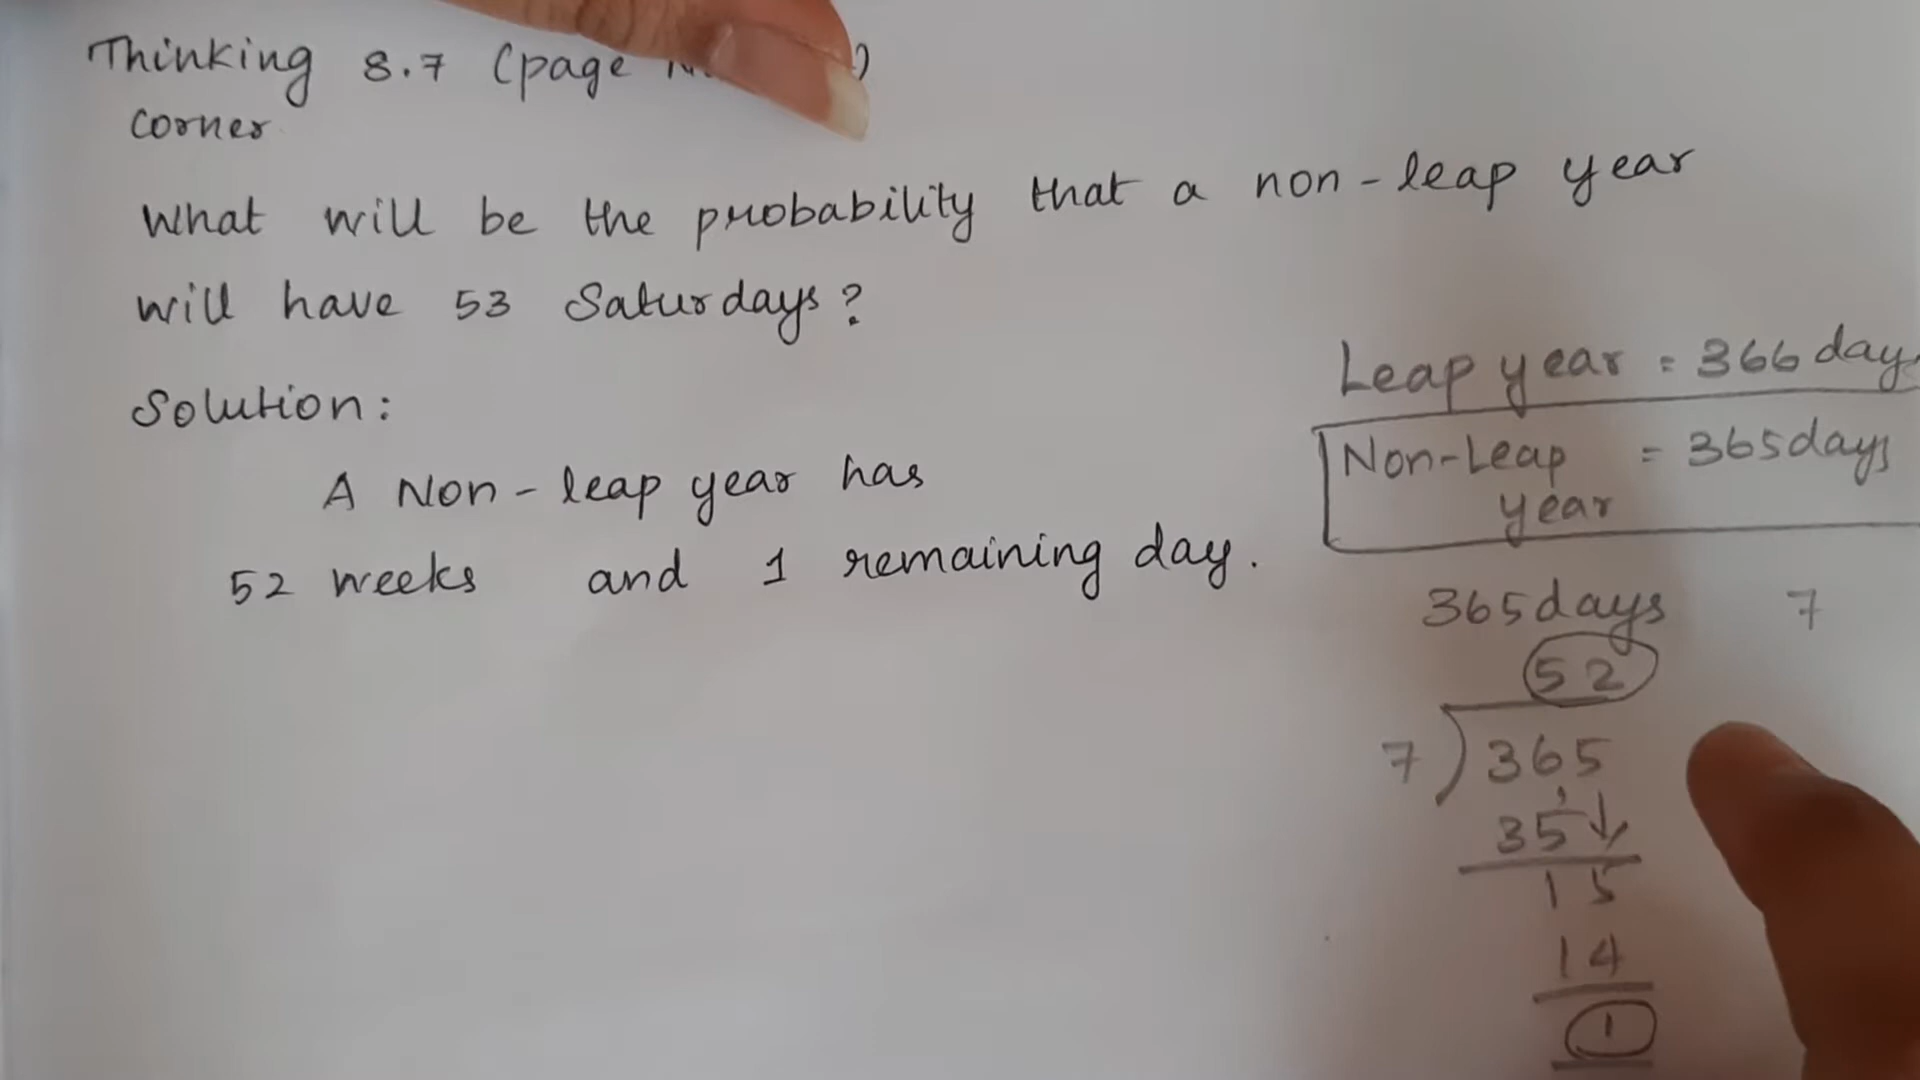 Thinking 8.7 (page )
corner
What will be the probability that a non-leap year
will have 53 Saturdays?
Solution:
A Non-leap year has
52 weeks and 1 remaining day.
Leap year = 366 day
Non-Leap = 365days
year
365days 7
52
7 ) 365
35
15
14
1